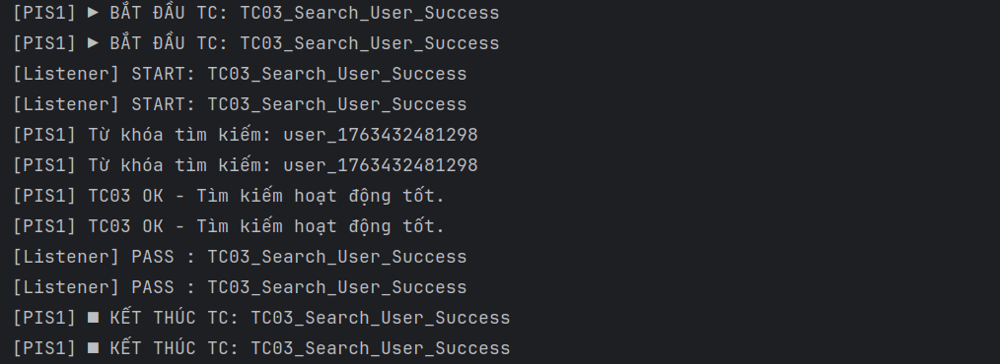 [PIS1] ▶ BẮT ĐẦU TC: TC03_Search_User_Success
[PIS1] ▶ BẮT ĐẦU TC: TC03_Search_User_Success
[Listener] START: TC03_Search_User_Success
[Listener] START: TC03_Search_User_Success
[PIS1] Từ khóa tìm kiếm: user_1763432481298
[PIS1] Từ khóa tìm kiếm: user_1763432481298
[PIS1] TC03 OK - Tìm kiếm hoạt động tốt.
[PIS1] TC03 OK - Tìm kiếm hoạt động tốt.
[Listener] PASS : TC03_Search_User_Success
[Listener] PASS : TC03_Search_User_Success
[PIS1] ■ KẾT THÚC TC: TC03_Search_User_Success
[PIS1] ■ KẾT THÚC TC: TC03_Search_User_Success